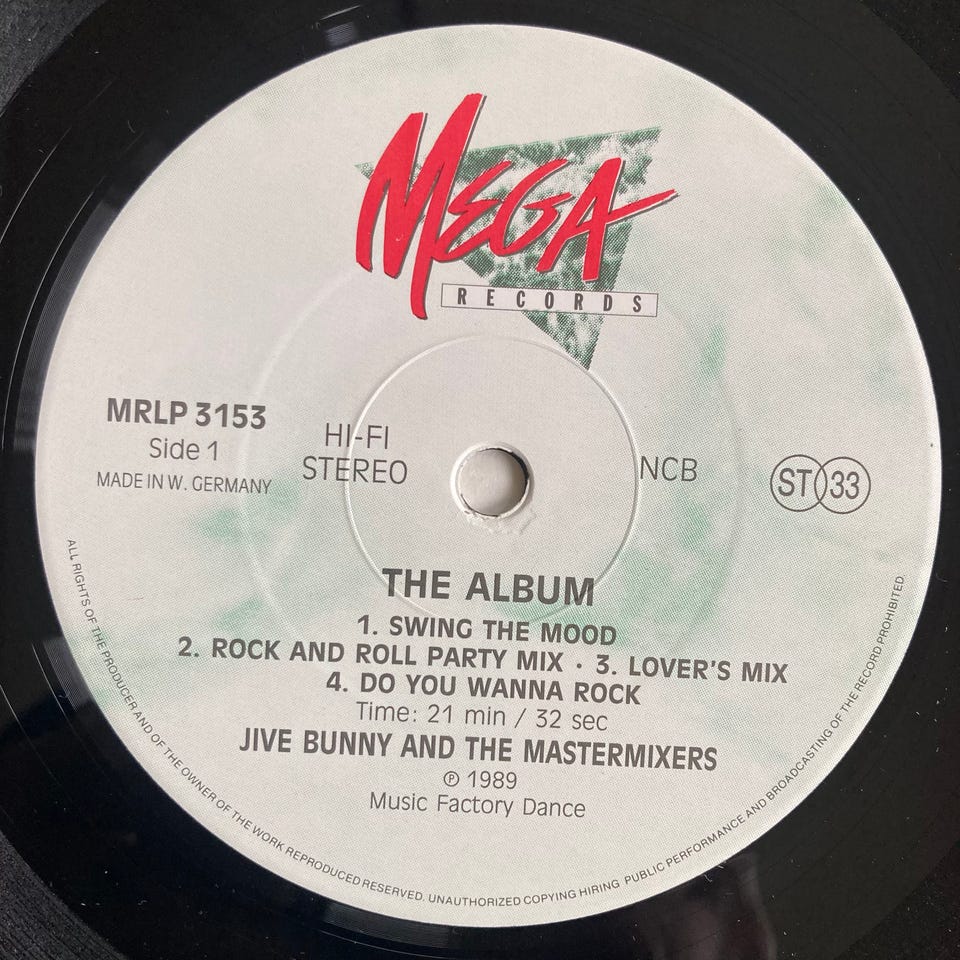 MEGA
RECORDS
MRLP 3153
Side 1
MADE IN W. GERMANY
HI-FI
STEREO
NCB
ST 33
THE ALBUM
1. SWING THE MOOD
2. ROCK AND ROLL PARTY MIX · 3. LOVER'S MIX
4. DO YOU WANNA ROCK
Time: 21 min / 32 sec
JIVE BUNNY AND THE MASTERMIXERS
℗ 1989
Music Factory Dance
ALL RIGHTS OF THE PRODUCER AND OF THE OWNER OF THE WORK REPRODUCED RESERVED. UNAUTHORIZED COPYING HIRING PUBLIC PERFORMANCE AND BROADCASTING OF THE RECORD PROHIBITED.